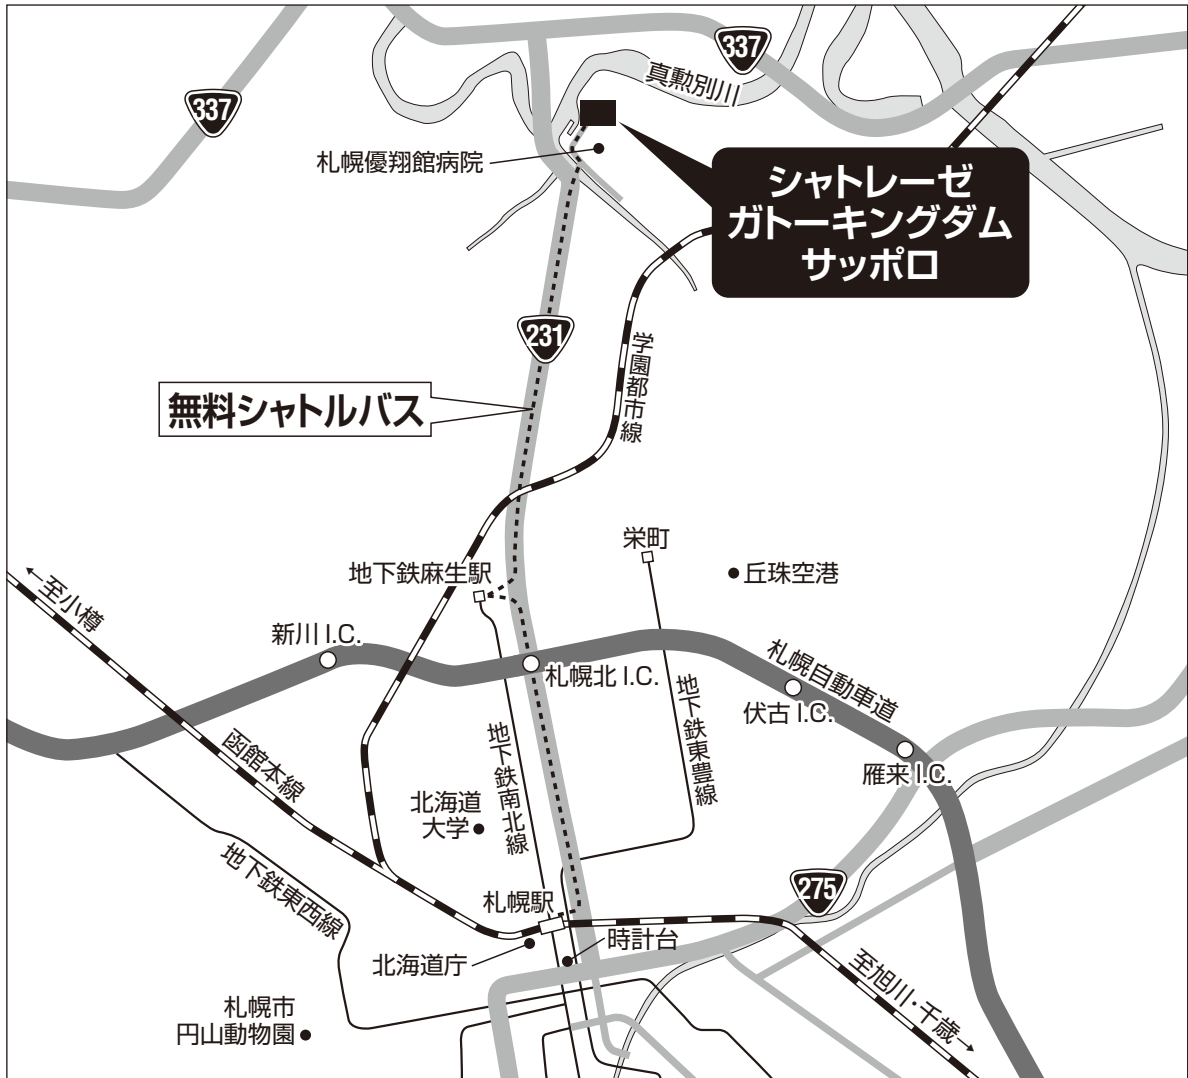 337
真勲別川
337
札幌優翔館病院
シャトレーゼ
ガトーキングダム
サッポロ
231
学園都市線
無料シャトルバス
栄町
地下鉄麻生駅
丘珠空港
←至小樽
新川I.C.
札幌北I.C.
札幌自動車道
伏古I.C.
雁来I.C.
地下鉄東豊線
地下鉄南北線
函館本線
北海道
大学
地下鉄東西線
275
札幌駅
時計台
北海道庁
至旭川・千歳→
札幌市
円山動物園